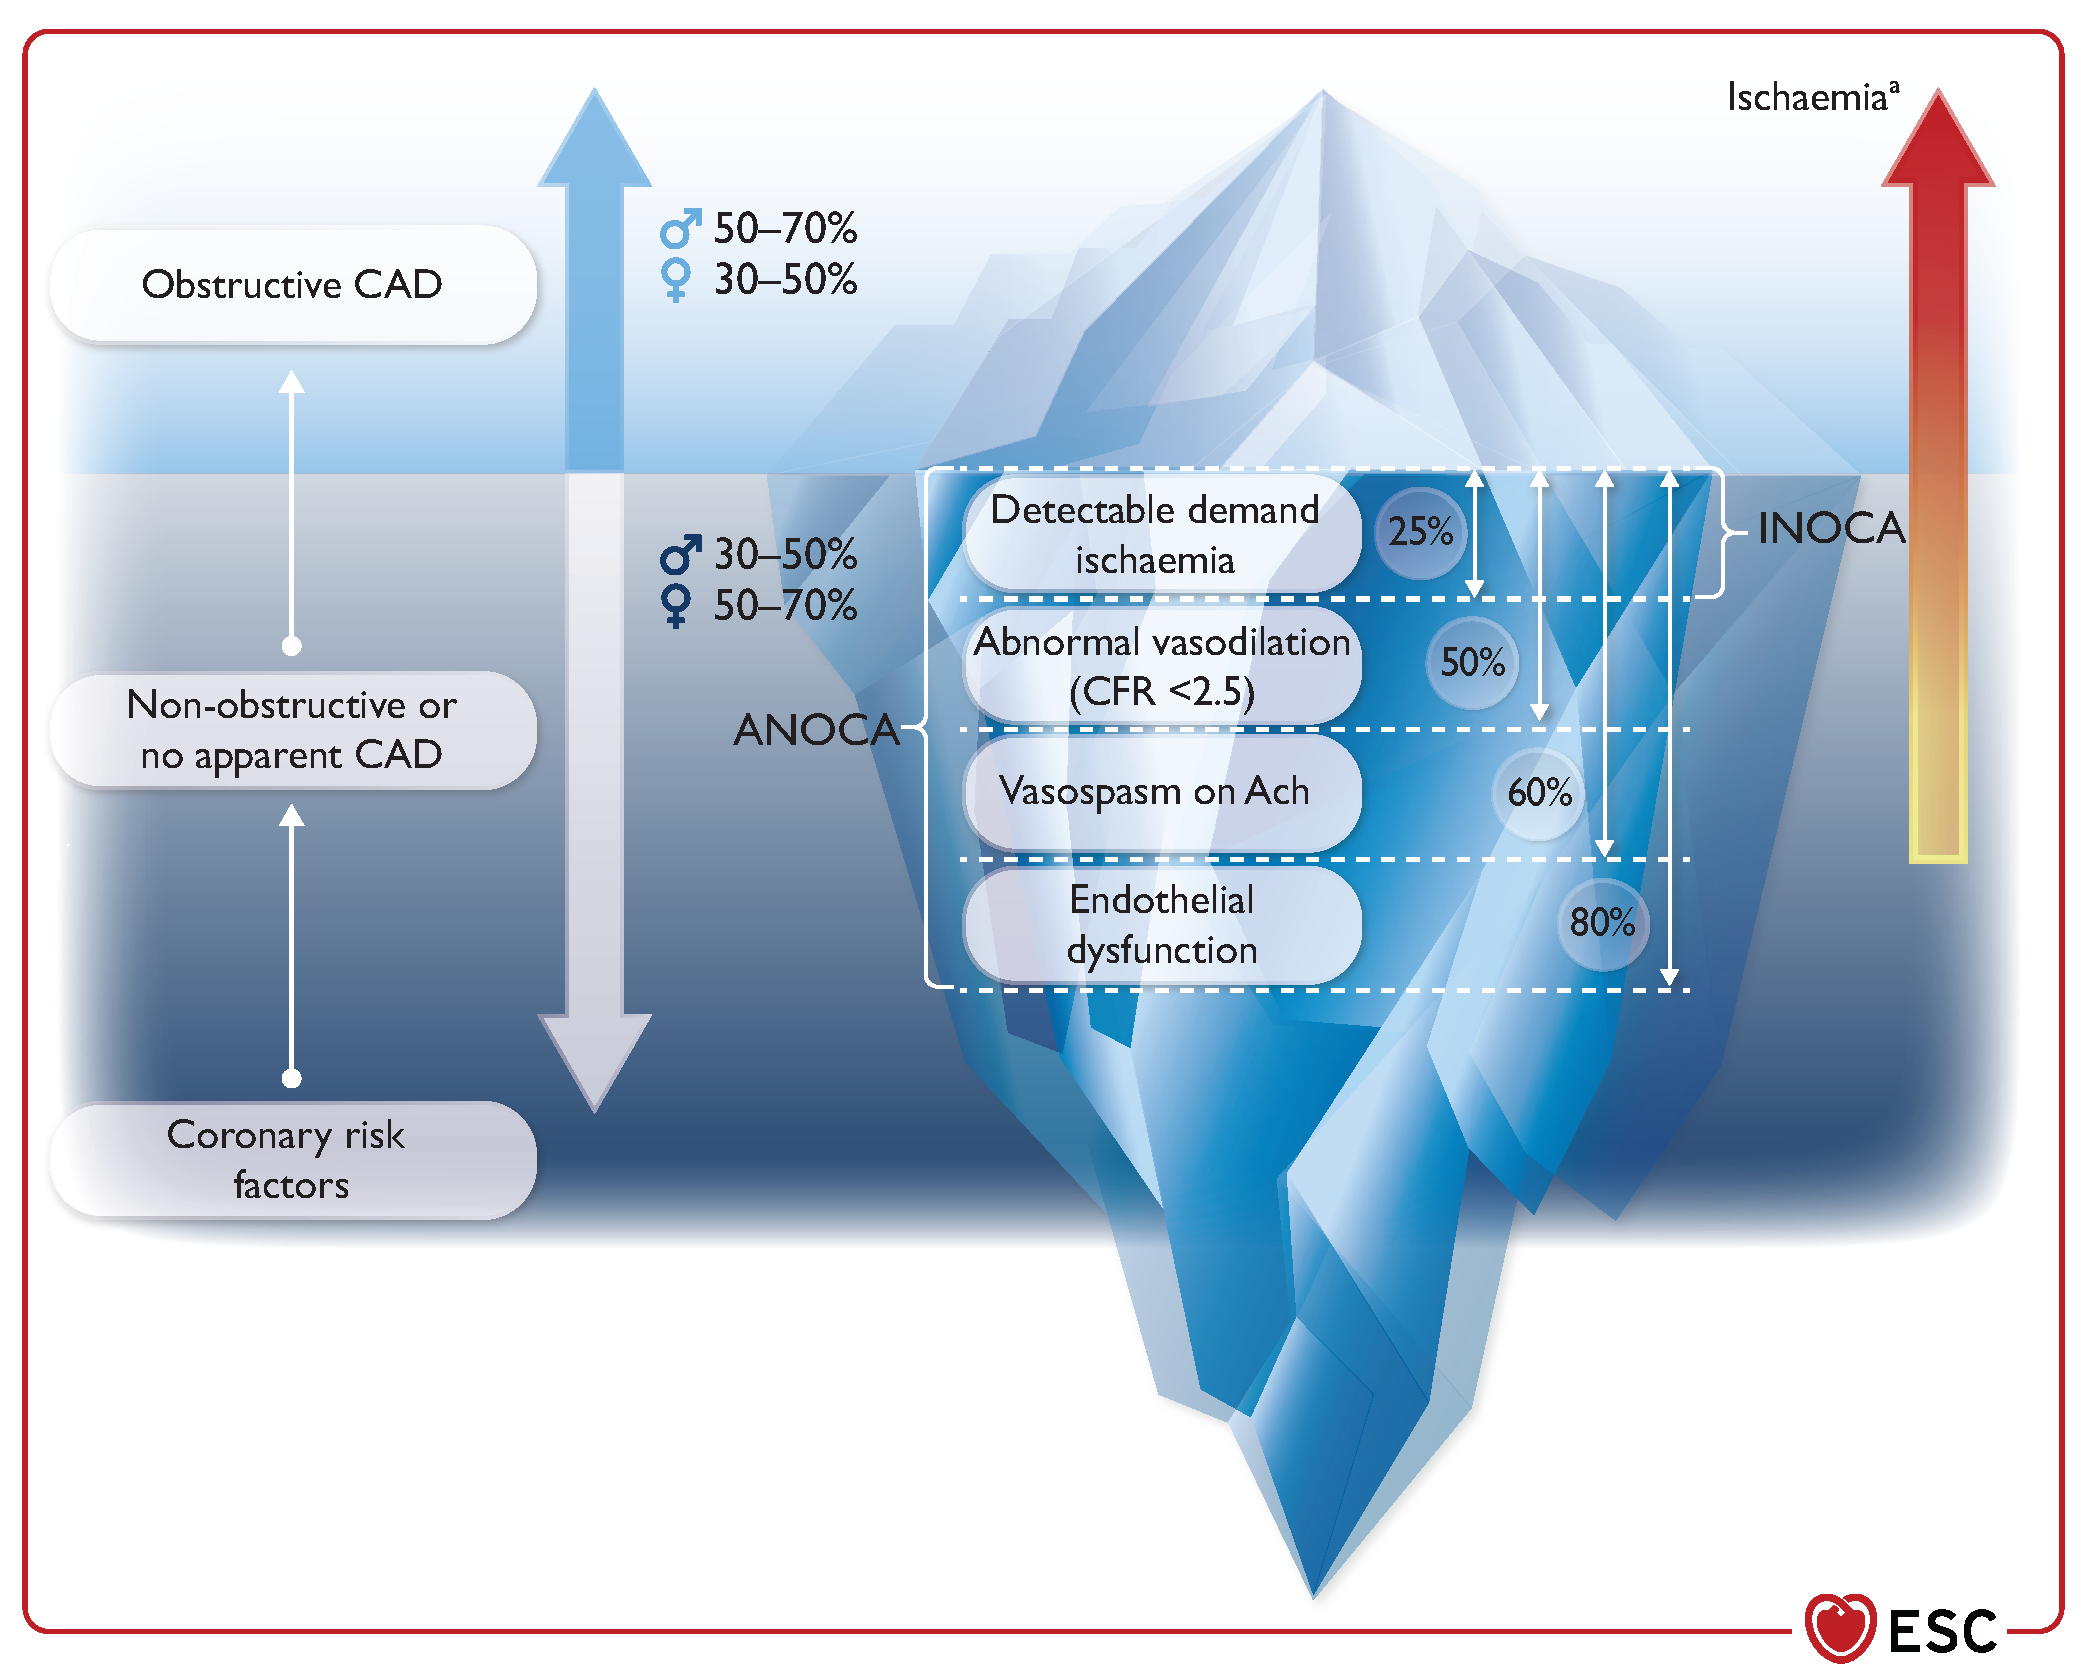 Ischaemiaᵃ
♂ 50–70%
♀ 30–50%
Obstructive CAD
Detectable demand
ischaemia
25%
INOCA
♂ 30–50%
♀ 50–70%
Abnormal vasodilation
(CFR <2.5)
50%
Non-obstructive or
no apparent CAD
ANOCA
Vasospasm on Ach
60%
Endothelial
dysfunction
80%
Coronary risk
factors
ESC